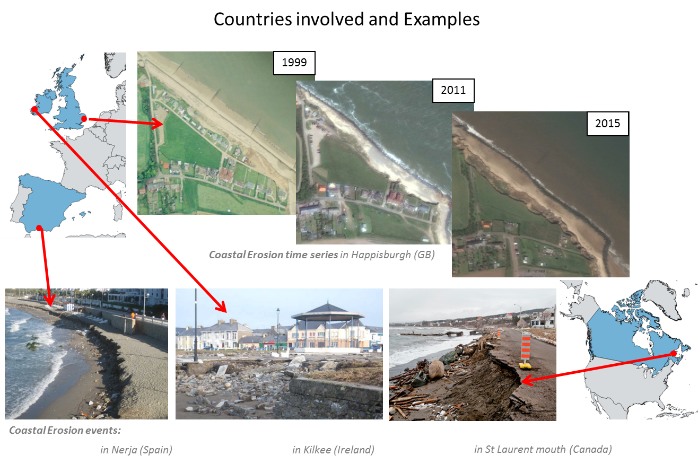 Countries involved and Examples
1999
2011
2015
Coastal Erosion time series in Happisburgh (GB)
Coastal Erosion events:
in Nerja (Spain)
in Kilkee (Ireland)
in St Laurent mouth (Canada)